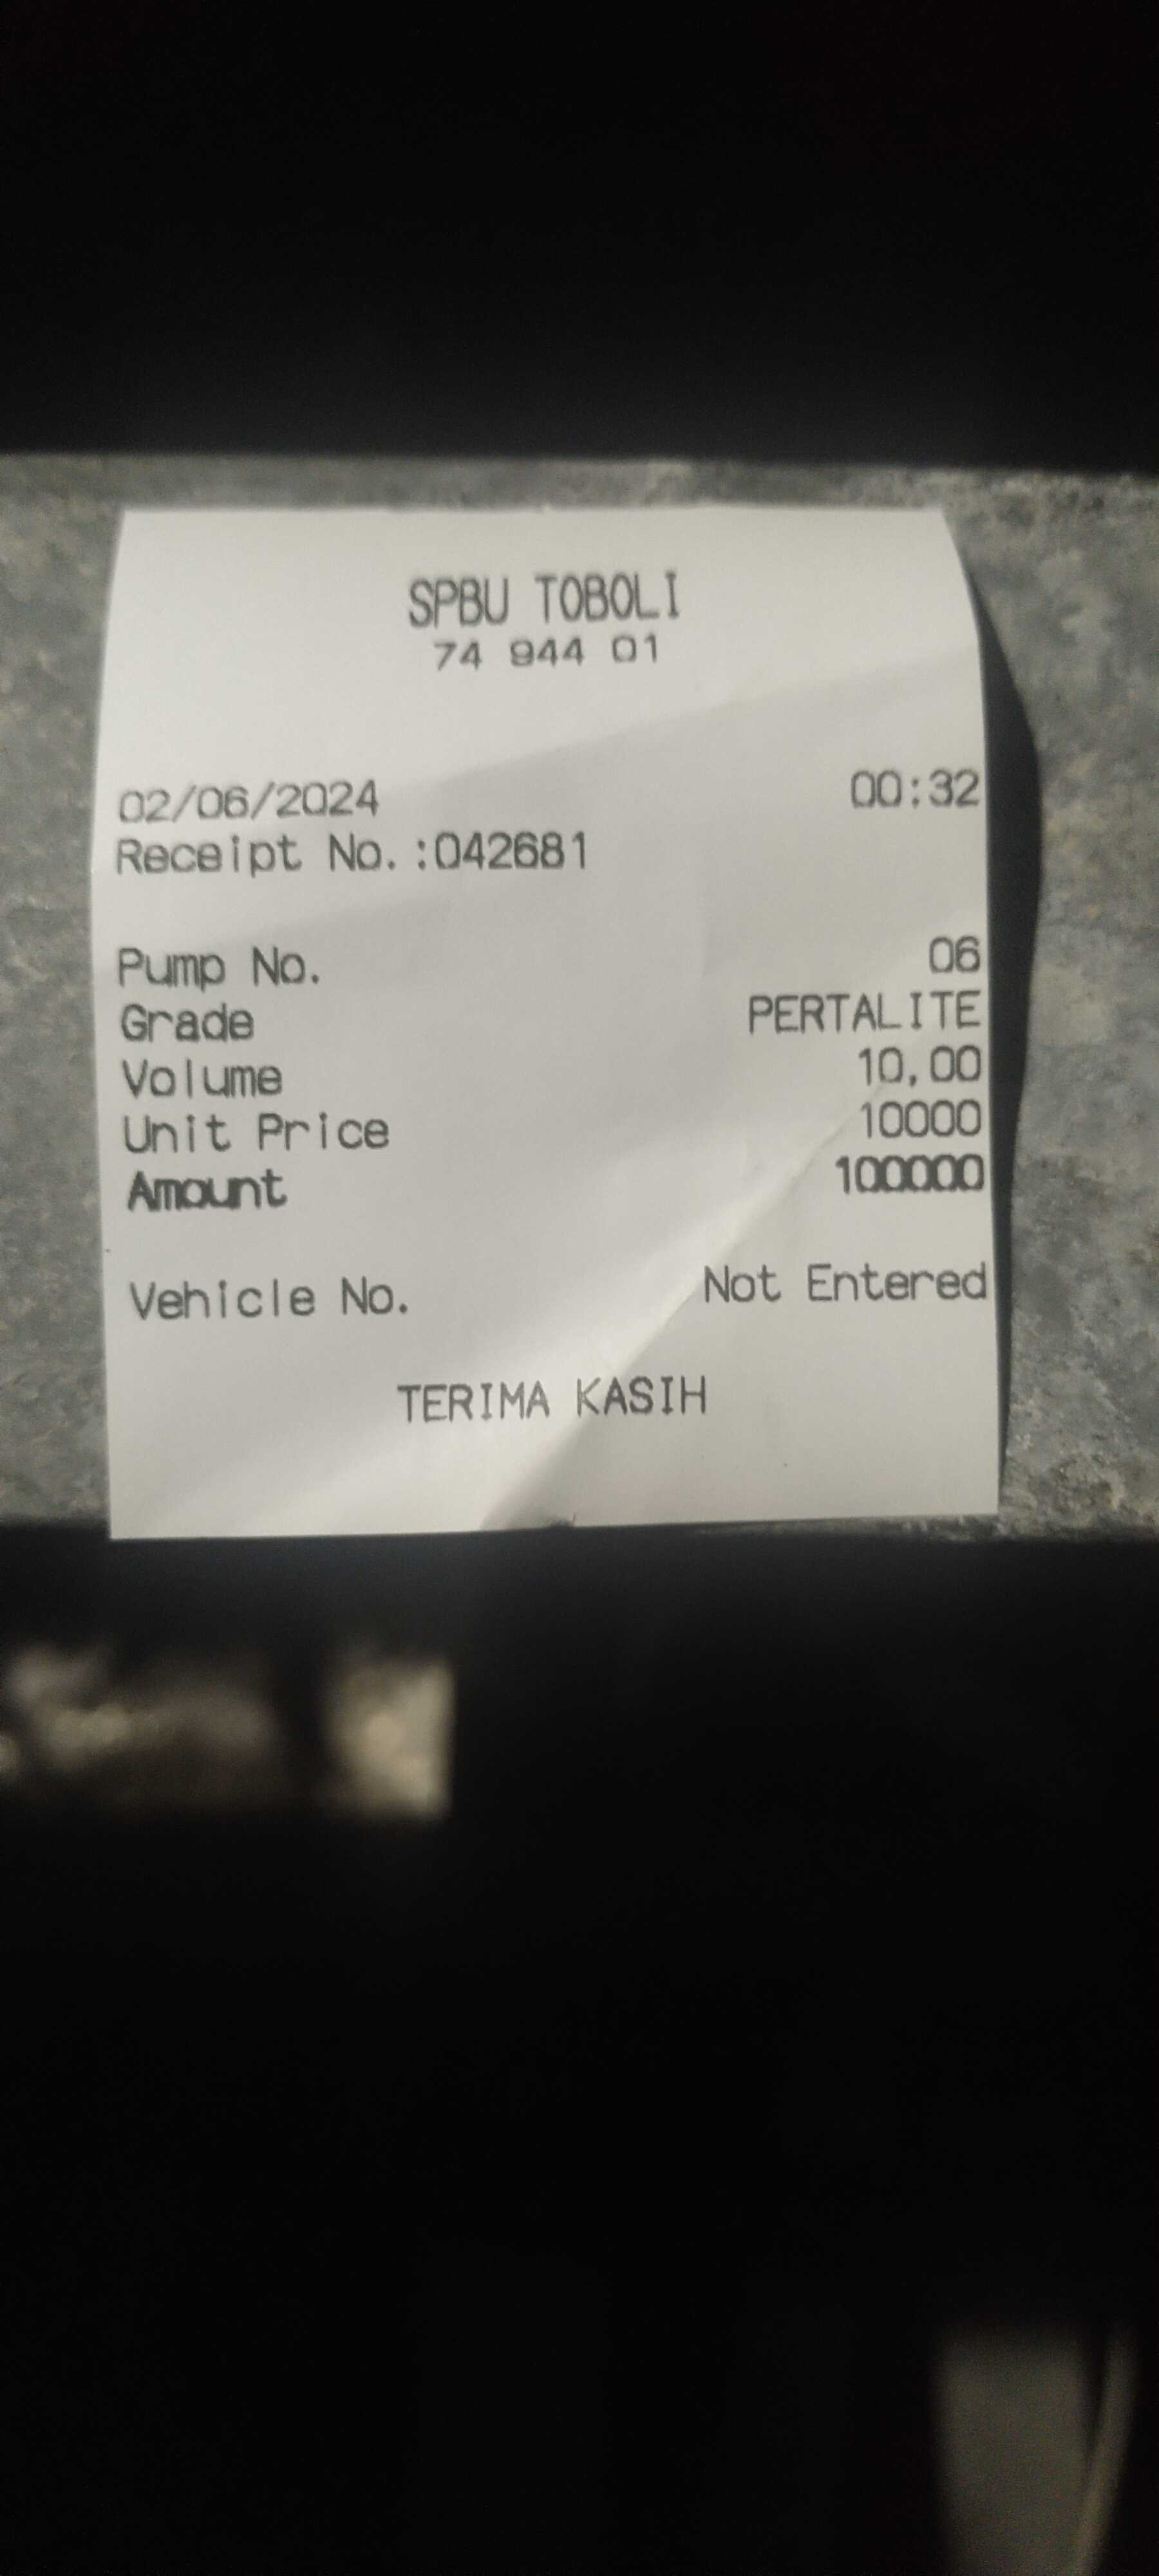 SPBU TOBOLI
74 944 01
02/06/2024 00:32
Receipt No.:042681
Pump No. 06
Grade PERTALITE
Volume 10,00
Unit Price 10000
Amount 100000
Vehicle No. Not Entered
TERIMA KASIH